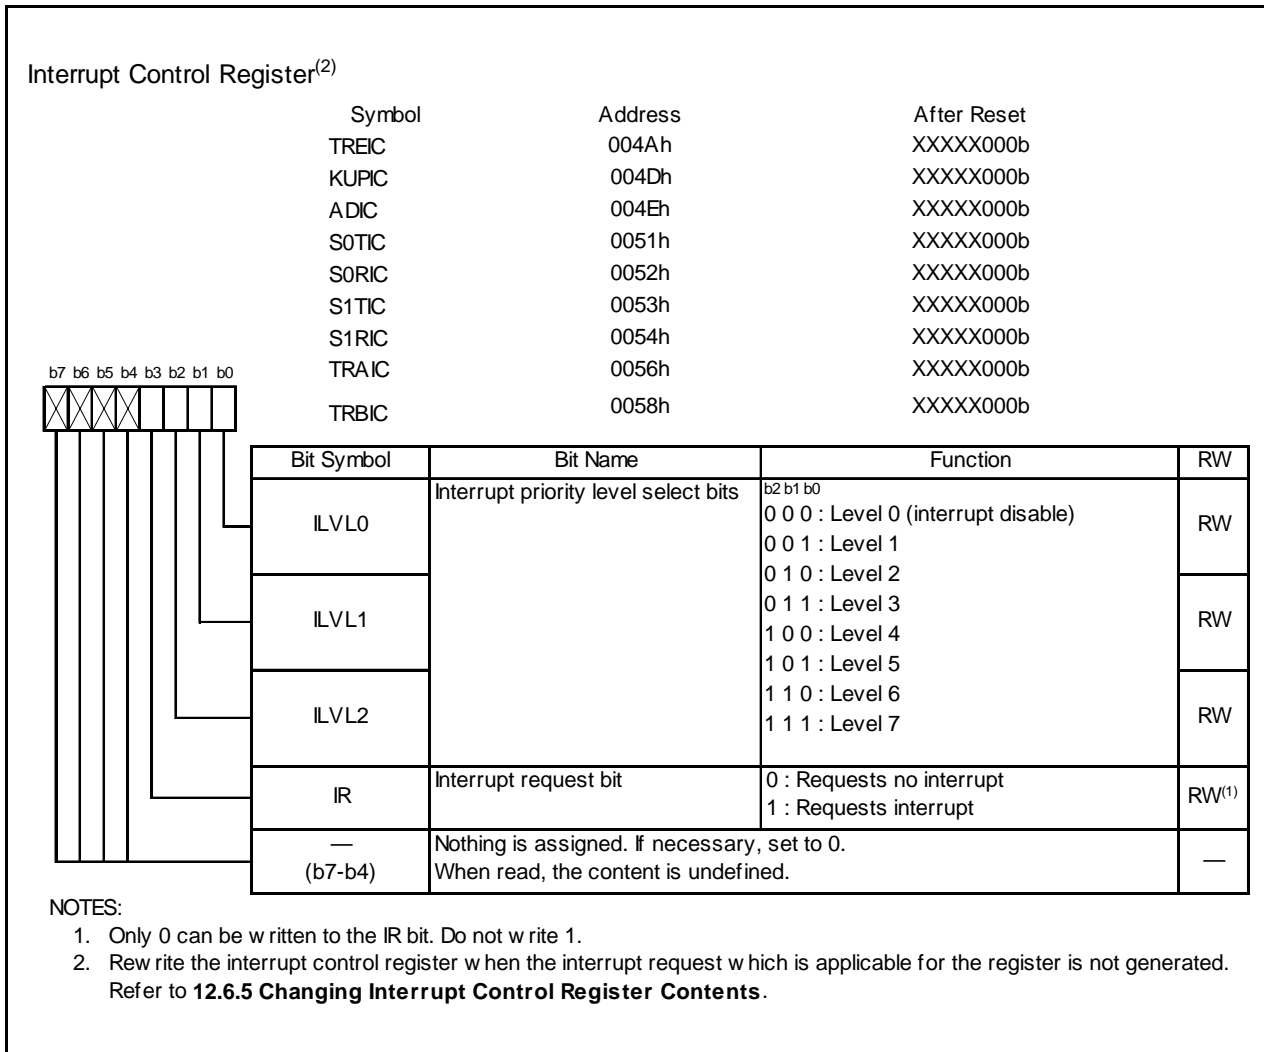 Interrupt Control Register(2)
Symbol Address After Reset
TREIC 004Ah XXXXX000b
KUPIC 004Dh XXXXX000b
ADIC 004Eh XXXXX000b
S0TIC 0051h XXXXX000b
S0RIC 0052h XXXXX000b
S1TIC 0053h XXXXX000b
S1RIC 0054h XXXXX000b
TRAIC 0056h XXXXX000b
TRBIC 0058h XXXXX000b
b7 b6 b5 b4 b3 b2 b1 b0
Bit Symbol Bit Name Function RW
ILVL0 Interrupt priority level select bits b2 b1 b0 RW
0 0 0 : Level 0 (interrupt disable)
0 0 1 : Level 1
0 1 0 : Level 2
ILVL1 0 1 1 : Level 3 RW
1 0 0 : Level 4
1 0 1 : Level 5
ILVL2 1 1 0 : Level 6 RW
1 1 1 : Level 7
IR Interrupt request bit 0 : Requests no interrupt RW(1)
1 : Requests interrupt
— Nothing is assigned. If necessary, set to 0. —
(b7-b4) When read, the content is undefined.
NOTES:
1. Only 0 can be written to the IR bit. Do not write 1.
2. Rewrite the interrupt control register when the interrupt request which is applicable for the register is not generated.
Refer to 12.6.5 Changing Interrupt Control Register Contents.